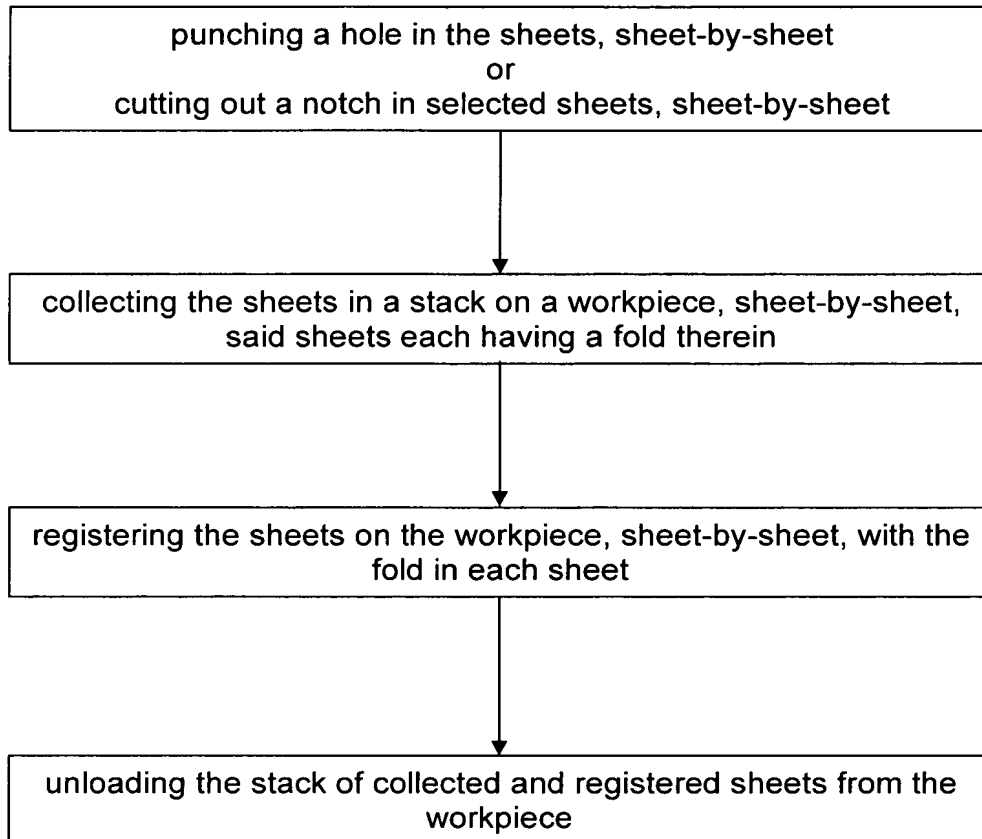 punching a hole in the sheets, sheet-by-sheet
or
cutting out a notch in selected sheets, sheet-by-sheet
collecting the sheets in a stack on a workpiece, sheet-by-sheet,
said sheets each having a fold therein
registering the sheets on the workpiece, sheet-by-sheet, with the
fold in each sheet
unloading the stack of collected and registered sheets from the
workpiece